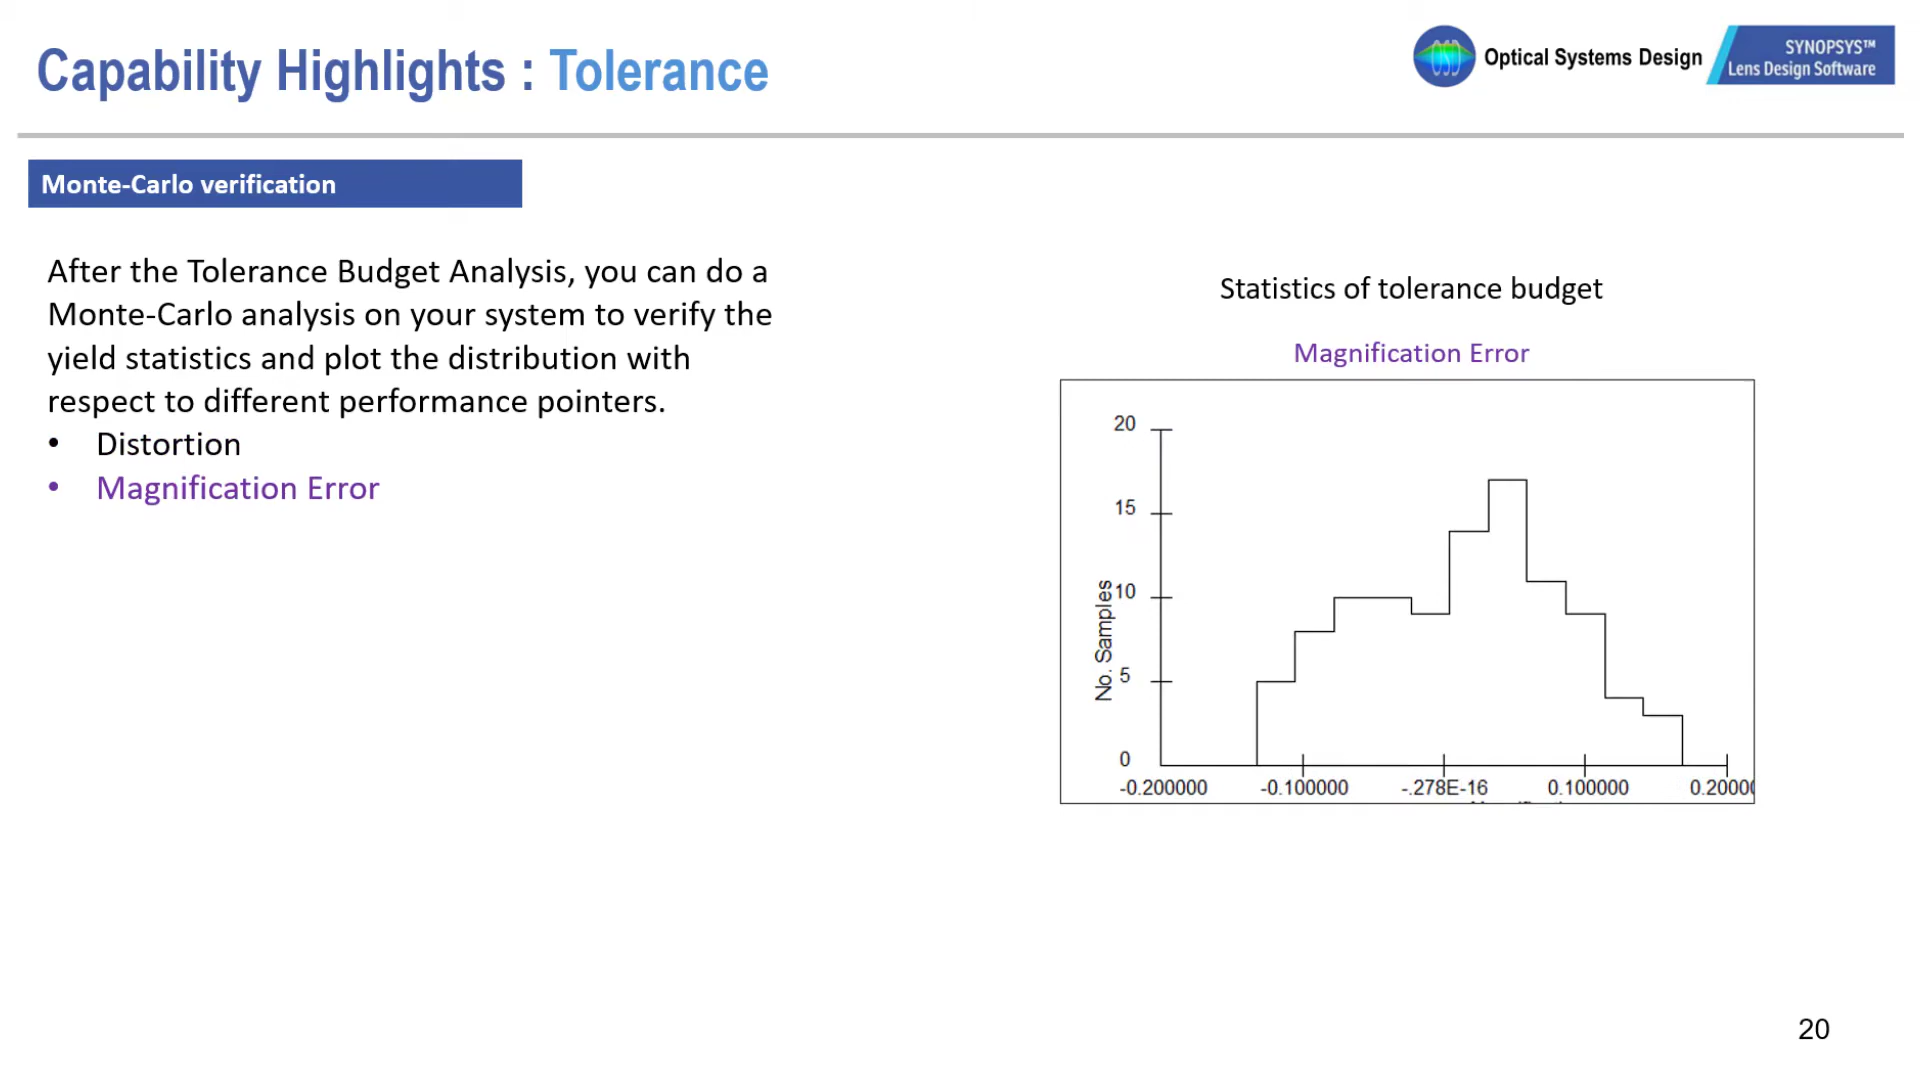 Capability Highlights : Tolerance
Optical Systems Design
SYNOPSYS™
Lens Design Software
Monte-Carlo verification
After the Tolerance Budget Analysis, you can do a
Monte-Carlo analysis on your system to verify the
yield statistics and plot the distribution with
respect to different performance pointers.
• Distortion
• Magnification Error
Statistics of tolerance budget
Magnification Error
20
15
10
5
0
No. Samples
-0.200000 -0.100000 -.278E-16 0.100000 0.20000
20